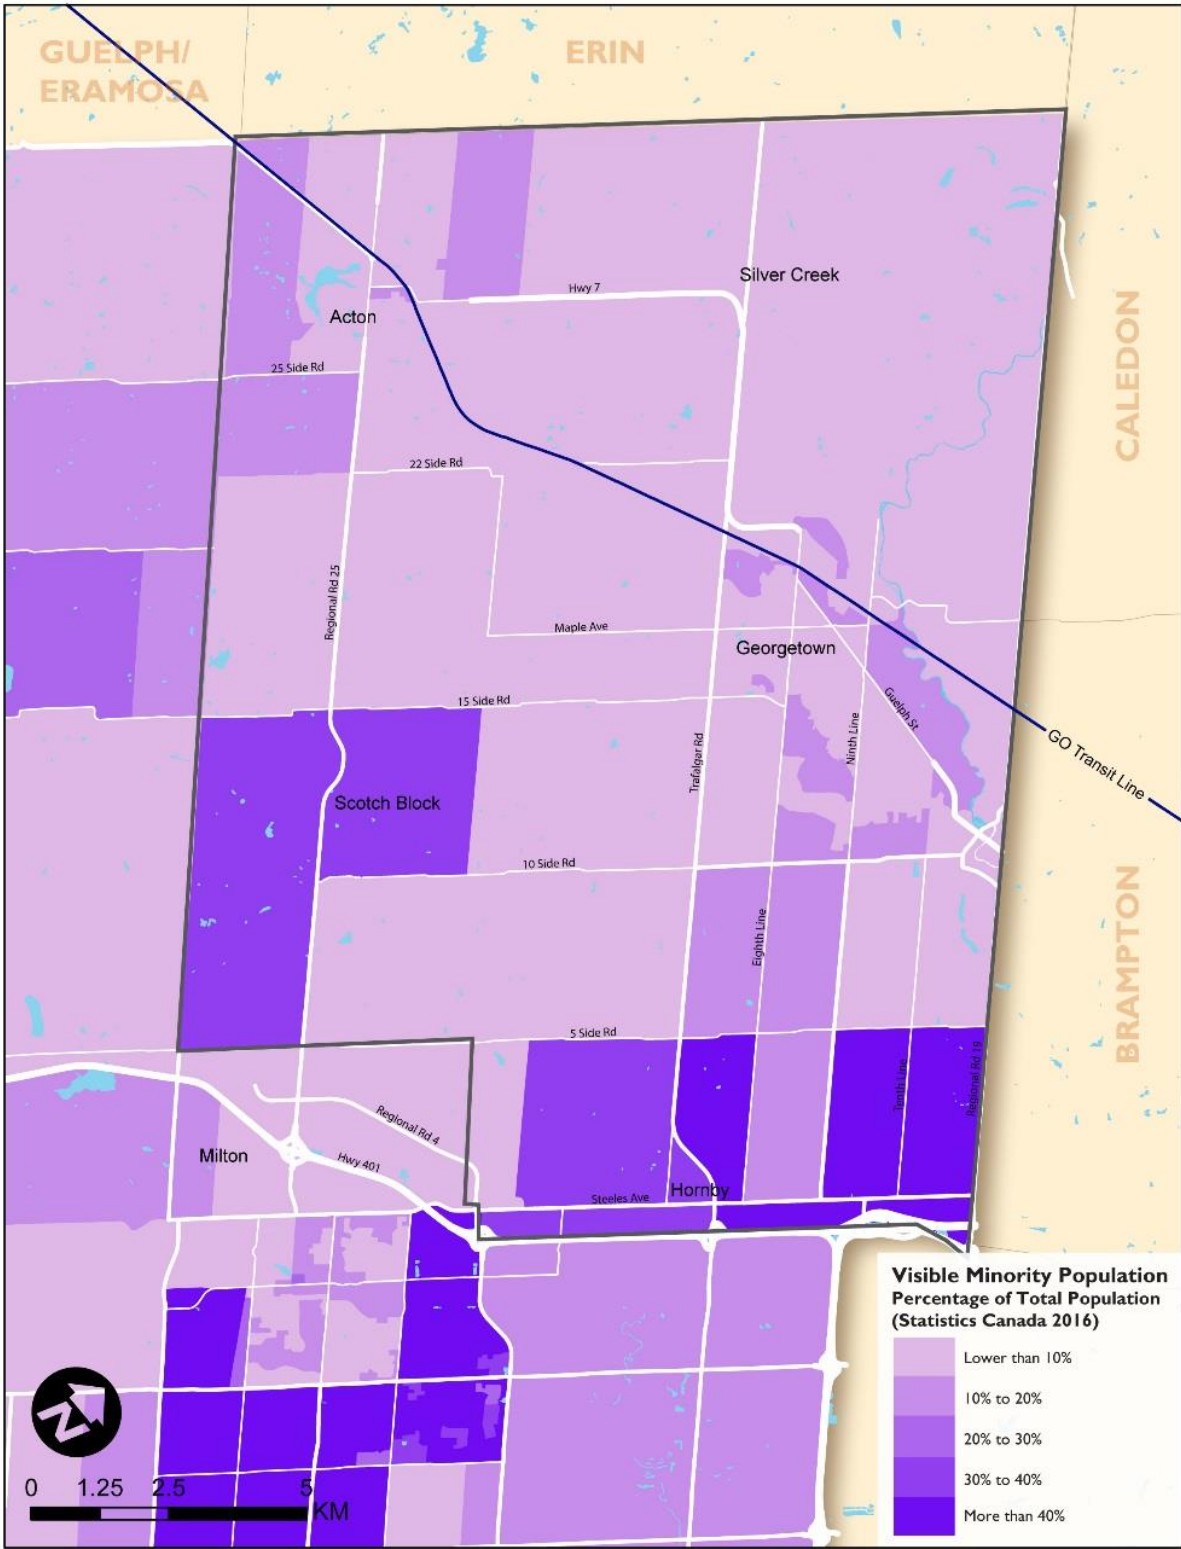 GUELPH/
ERAMOSA
ERIN
CALEDON
BRAMPTON
Silver Creek
Hwy 7
Acton
25 Side Rd
22 Side Rd
Regional Rd 25
Maple Ave
Georgetown
15 Side Rd
Guelph St
Ninth Line
Trafalgar Rd
GO Transit Line
Scotch Block
10 Side Rd
Eighth Line
5 Side Rd
Tenth Line
Regional Rd 19
Regional Rd 4
Milton
Hwy 401
Hornby
Steeles Ave
Visible Minority Population
Percentage of Total Population
(Statistics Canada 2016)
Lower than 10%
10% to 20%
20% to 30%
30% to 40%
More than 40%
N
0 1.25 2.5 5
KM